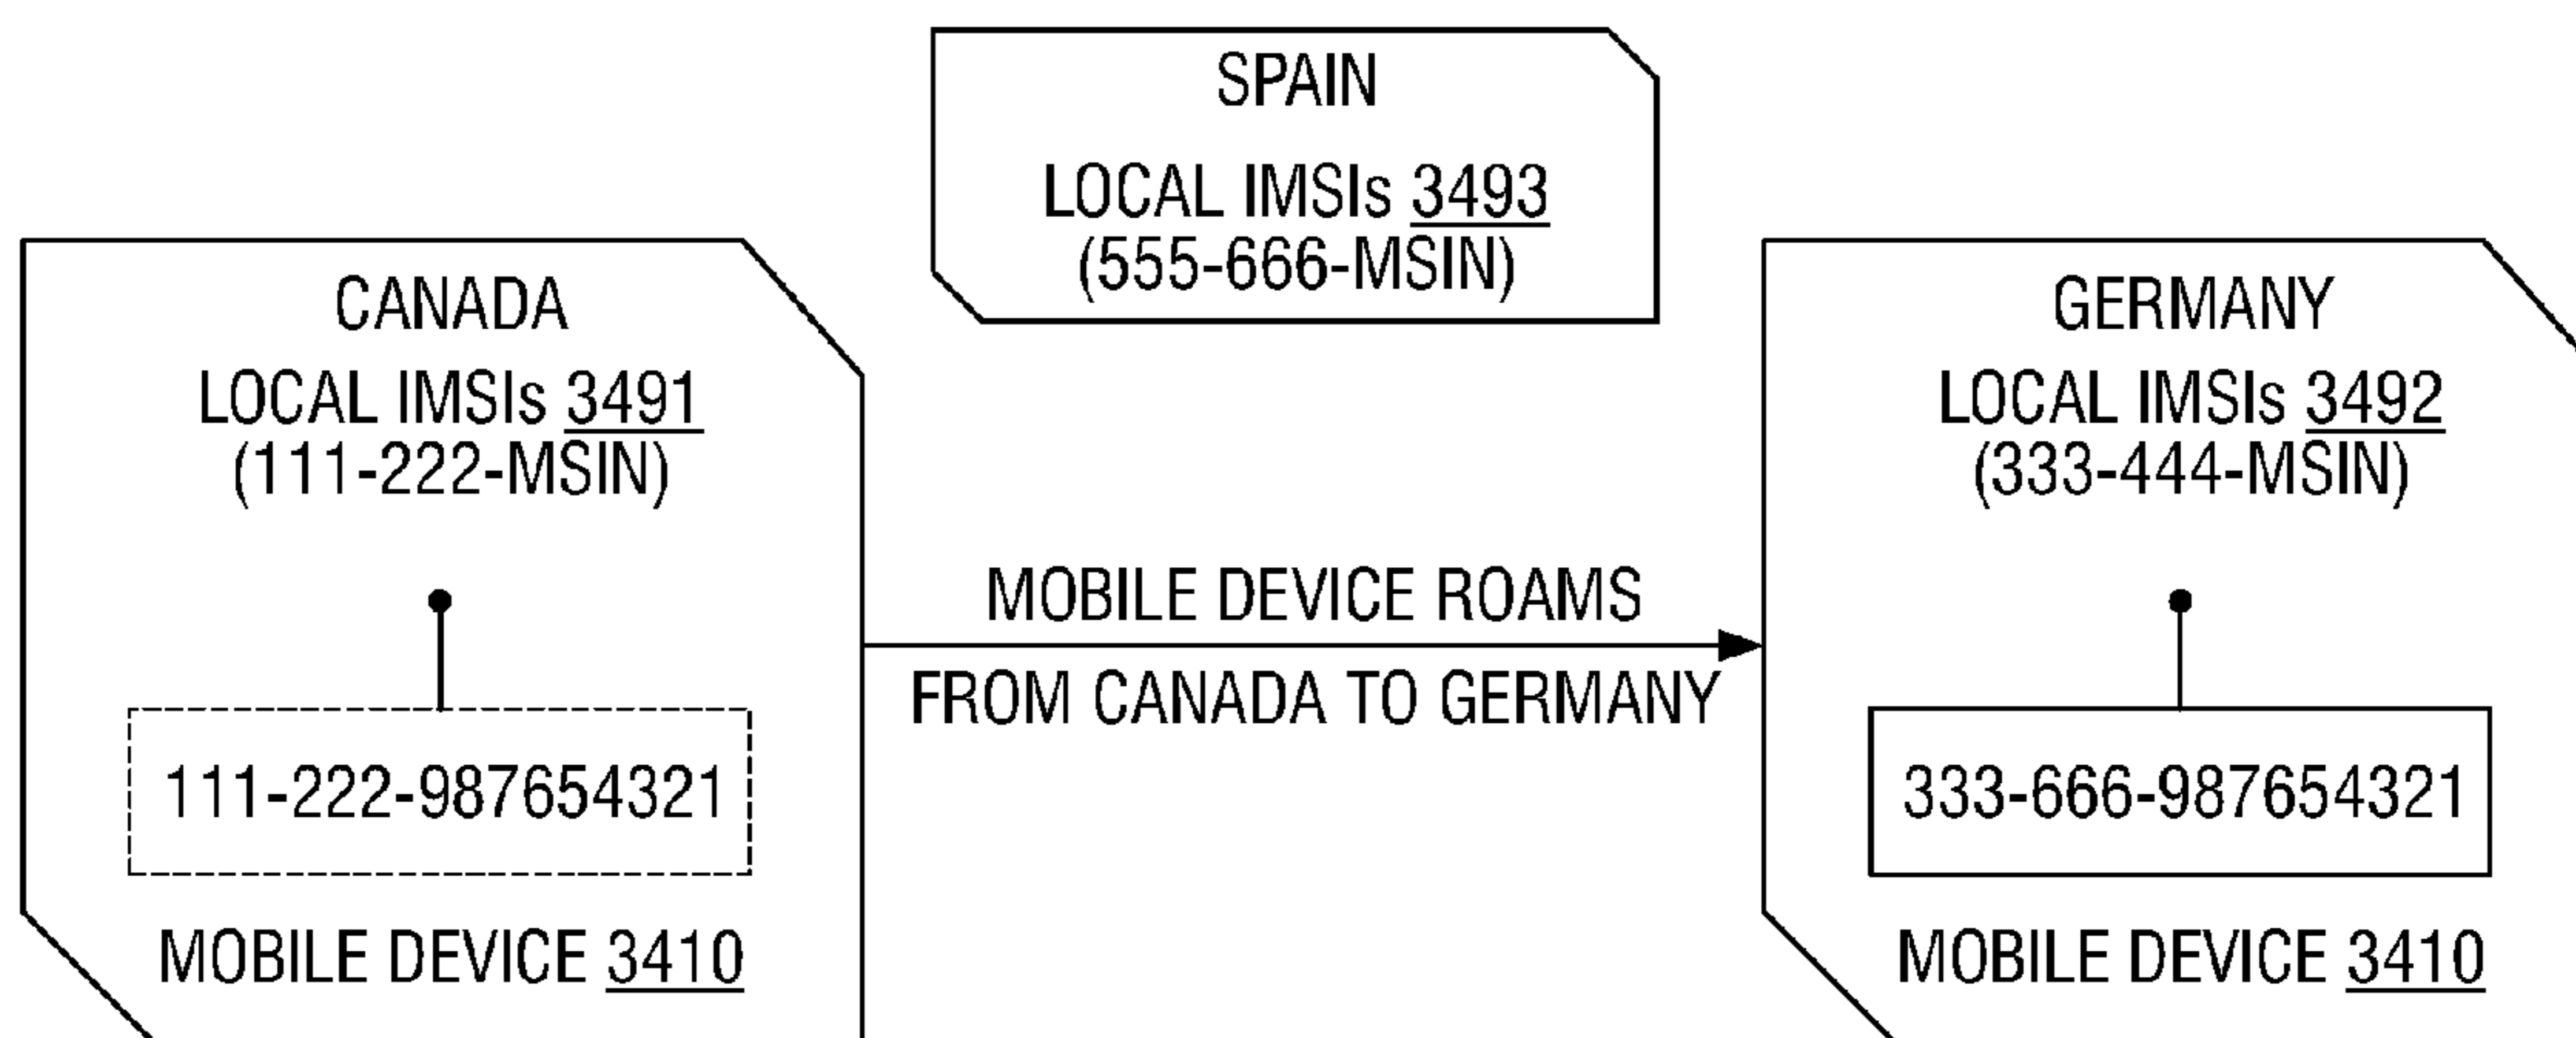 SPAIN
LOCAL IMSIs 3493
(555-666-MSIN)
CANADA
LOCAL IMSIs 3491
(111-222-MSIN)
111-222-987654321
MOBILE DEVICE 3410
MOBILE DEVICE ROAMS
FROM CANADA TO GERMANY
GERMANY
LOCAL IMSIs 3492
(333-444-MSIN)
333-666-987654321
MOBILE DEVICE 3410